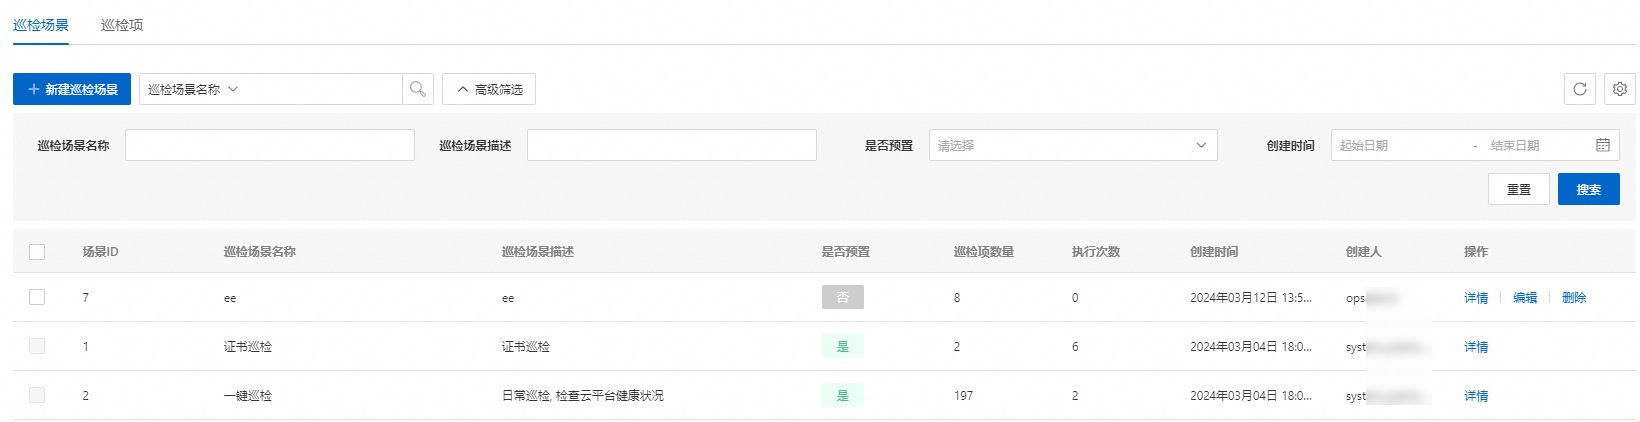 巡检场景 巡检项
+ 新建巡检场景 巡检场景名称 高级筛选
巡检场景名称 巡检场景描述 是否预置 请选择 创建时间 起始日期 - 结束日期
重置 搜索
场景ID 巡检场景名称 巡检场景描述 是否预置 巡检项数量 执行次数 创建时间 创建人 操作
7 ee ee 否 8 0 2024年03月12日 13:5... ops 详情 编辑 删除
1 证书巡检 证书巡检 是 2 6 2024年03月04日 18:0... syst 详情
2 一键巡检 日常巡检, 检查云平台健康状况 是 197 2 2024年03月04日 18:0... syst 详情